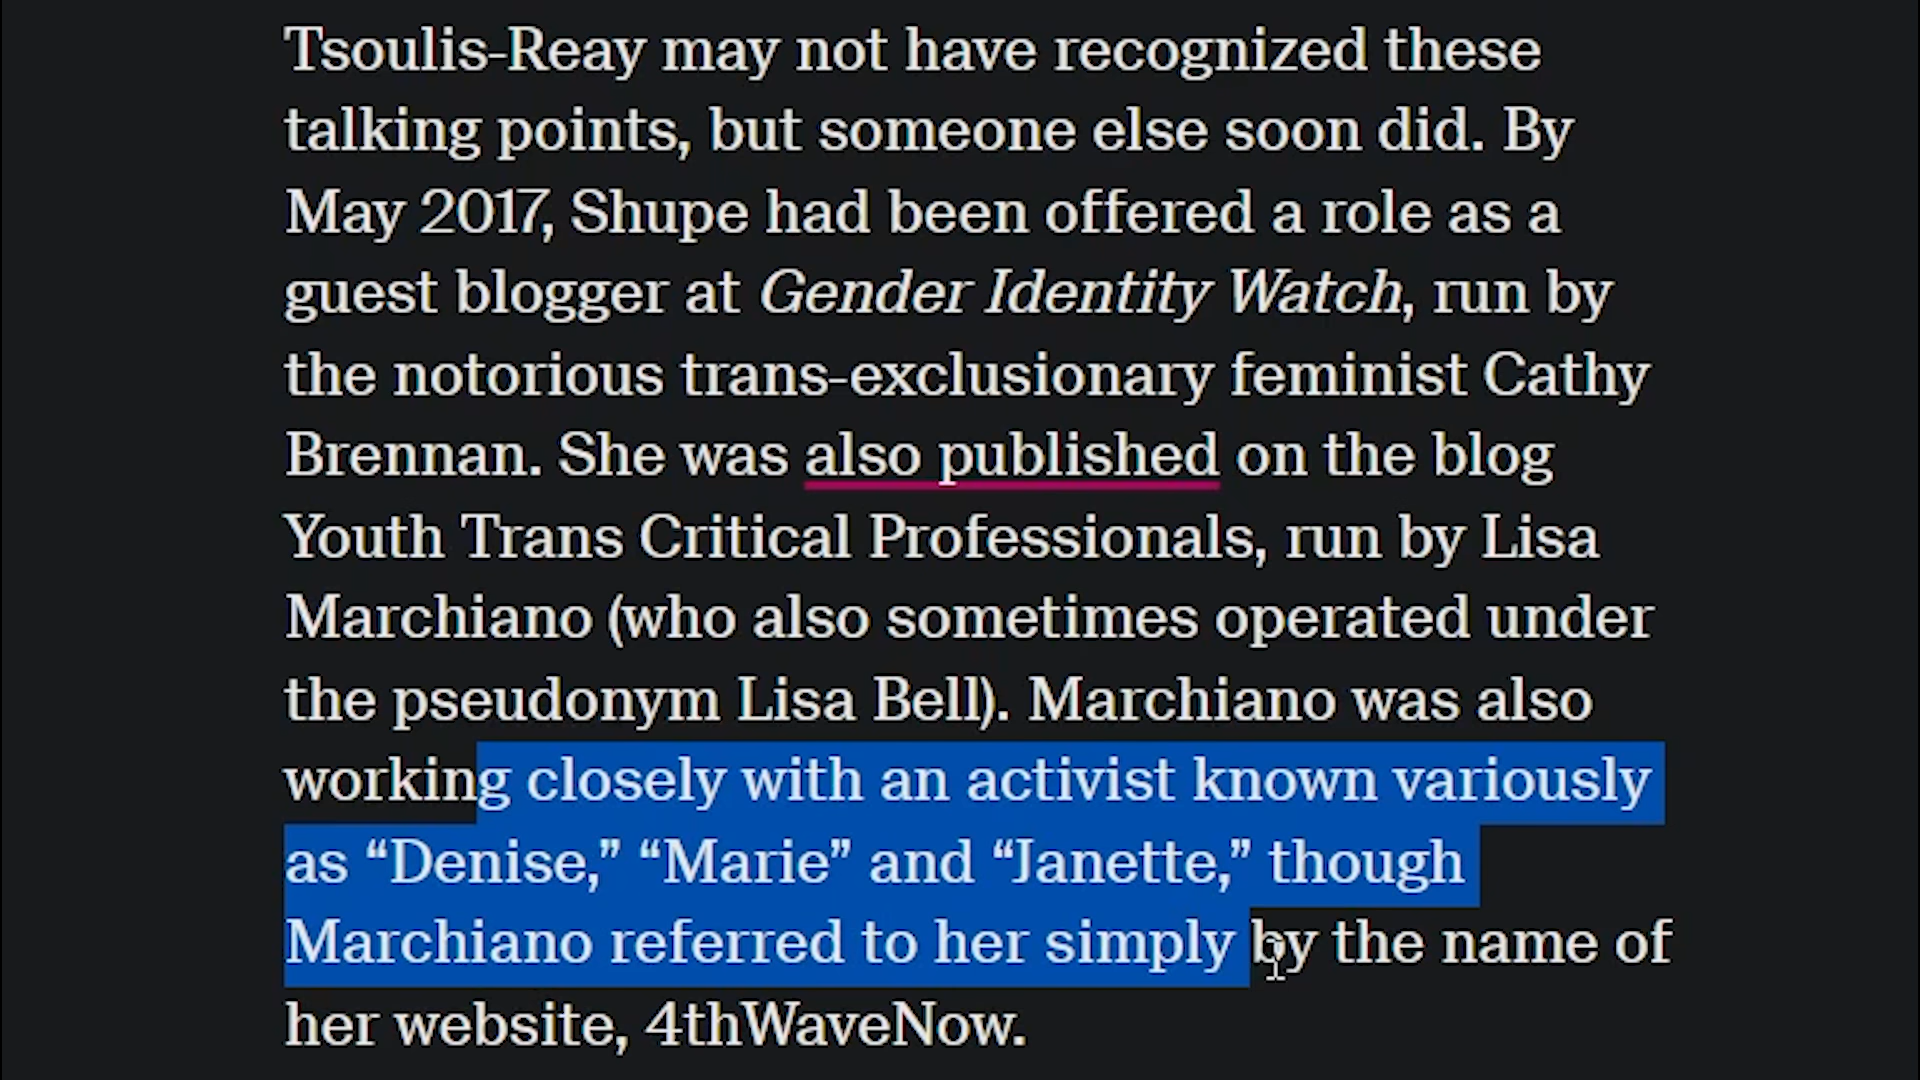 Tsoulis-Reay may not have recognized these
talking points, but someone else soon did. By
May 2017, Shupe had been offered a role as a
guest blogger at Gender Identity Watch, run by
the notorious trans-exclusionary feminist Cathy
Brennan. She was also published on the blog
Youth Trans Critical Professionals, run by Lisa
Marchiano (who also sometimes operated under
the pseudonym Lisa Bell). Marchiano was also
working closely with an activist known variously
as “Denise,” “Marie” and “Janette,” though
Marchiano referred to her simply by the name of
her website, 4thWaveNow.